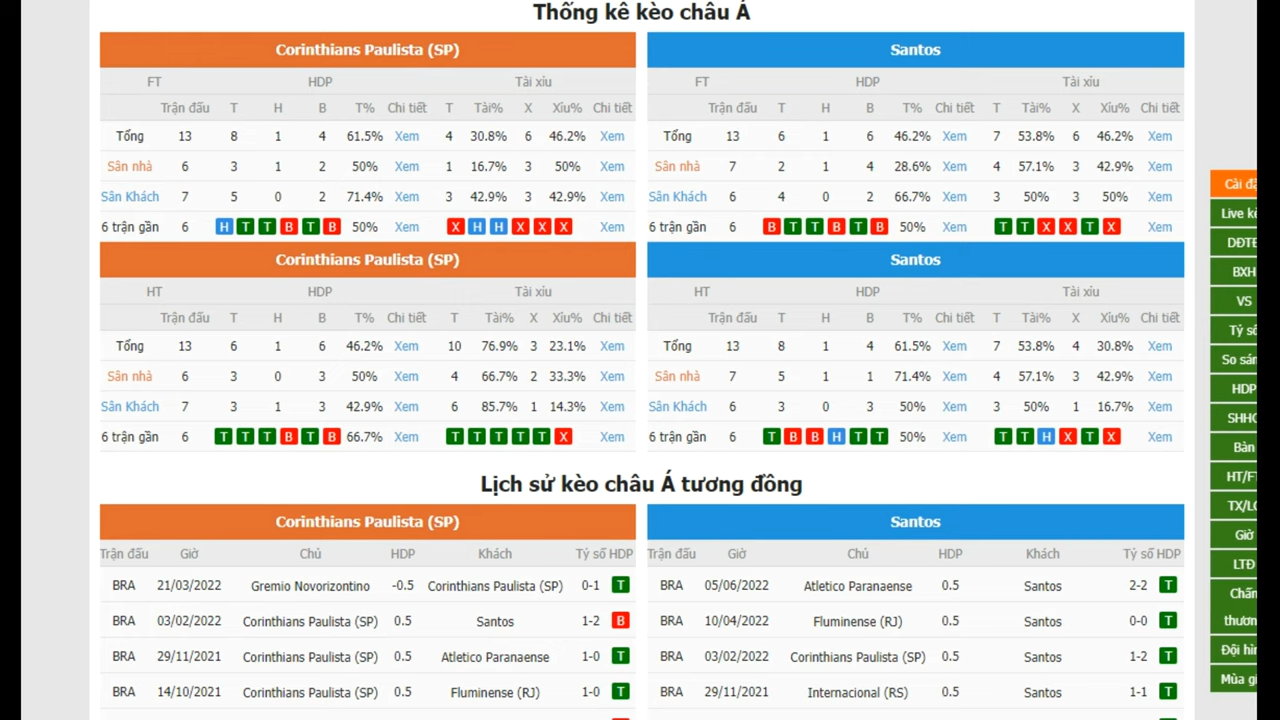 Thống kê kèo châu Á
Corinthians Paulista (SP) Santos
FT HDP Tài xỉu FT HDP Tài xỉu
Trận đấu T H B T% Chi tiết T Tài% X Xỉu% Chi tiết Trận đấu T H B T% Chi tiết T Tài% X Xỉu% Chi tiết
Tổng 13 8 1 4 61.5% Xem 4 30.8% 6 46.2% Xem Tổng 13 6 1 6 46.2% Xem 7 53.8% 6 46.2% Xem
Sân nhà 6 3 1 2 50% Xem 1 16.7% 3 50% Xem Sân nhà 7 2 1 4 28.6% Xem 4 57.1% 3 42.9% Xem
Sân Khách 7 5 0 2 71.4% Xem 3 42.9% 3 42.9% Xem Sân Khách 6 4 0 2 66.7% Xem 3 50% 3 50% Xem
6 trận gần 6 H T T B T B 50% Xem X H H X X X Xem 6 trận gần 6 B T T B T B 50% Xem T T X X T X Xem
Corinthians Paulista (SP) Santos
HT HDP Tài xỉu HT HDP Tài xỉu
Trận đấu T H B T% Chi tiết T Tài% X Xỉu% Chi tiết Trận đấu T H B T% Chi tiết T Tài% X Xỉu% Chi tiết
Tổng 13 6 1 6 46.2% Xem 10 76.9% 3 23.1% Xem Tổng 13 8 1 4 61.5% Xem 7 53.8% 4 30.8% Xem
Sân nhà 6 3 0 3 50% Xem 4 66.7% 2 33.3% Xem Sân nhà 7 5 1 1 71.4% Xem 4 57.1% 3 42.9% Xem
Sân Khách 7 3 1 3 42.9% Xem 6 85.7% 1 14.3% Xem Sân Khách 6 3 0 3 50% Xem 3 50% 1 16.7% Xem
6 trận gần 6 T T T B T B 66.7% Xem T T T T T X Xem 6 trận gần 6 T B B H T T 50% Xem T T H X T X Xem
Lịch sử kèo châu Á tương đồng
Corinthians Paulista (SP) Santos
Trận đấu Giờ Chủ HDP Khách Tỷ số HDP Trận đấu Giờ Chủ HDP Khách Tỷ số HDP
BRA 21/03/2022 Gremio Novorizontino -0.5 Corinthians Paulista (SP) 0-1 T BRA 05/06/2022 Atletico Paranaense 0.5 Santos 2-2 T
BRA 03/02/2022 Corinthians Paulista (SP) 0.5 Santos 1-2 B BRA 10/04/2022 Fluminense (RJ) 0.5 Santos 0-0 T
BRA 29/11/2021 Corinthians Paulista (SP) 0.5 Atletico Paranaense 1-0 T BRA 03/02/2022 Corinthians Paulista (SP) 0.5 Santos 1-2 T
BRA 14/10/2021 Corinthians Paulista (SP) 0.5 Fluminense (RJ) 1-0 T BRA 29/11/2021 Internacional (RS) 0.5 Santos 1-1 T
Cài
Live
BXH
VS
Tỷ số
So
HDP
Bàn
TX/
Giờ
LTĐ
Đội
Mùa